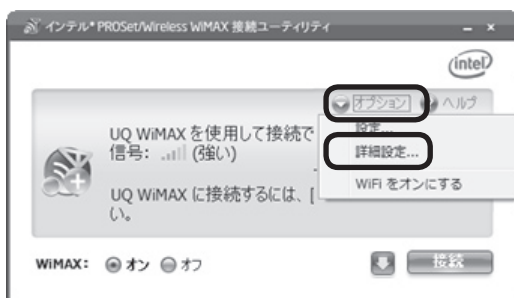 インテル® PROSet/Wireless WiMAX 接続ユーティリティ
intel
オプション ヘルプ
設定...
詳細設定...
WiFi をオンにする
UQ WiMAX を使用して接続で
信号: (強い)
UQ WiMAX に接続するには、[
い。
WiMAX: オン オフ
接続